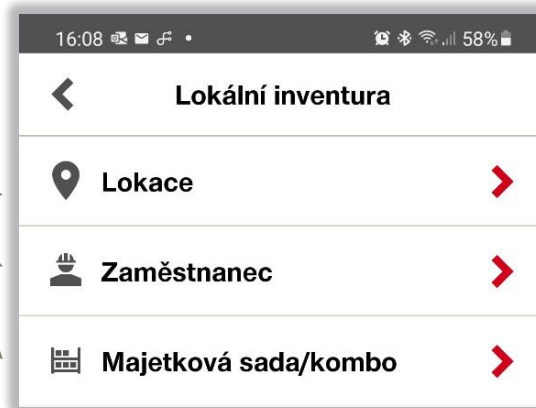 16:08 58%
Lokální inventura
Lokace
Zaměstnanec
Majetková sada/kombo